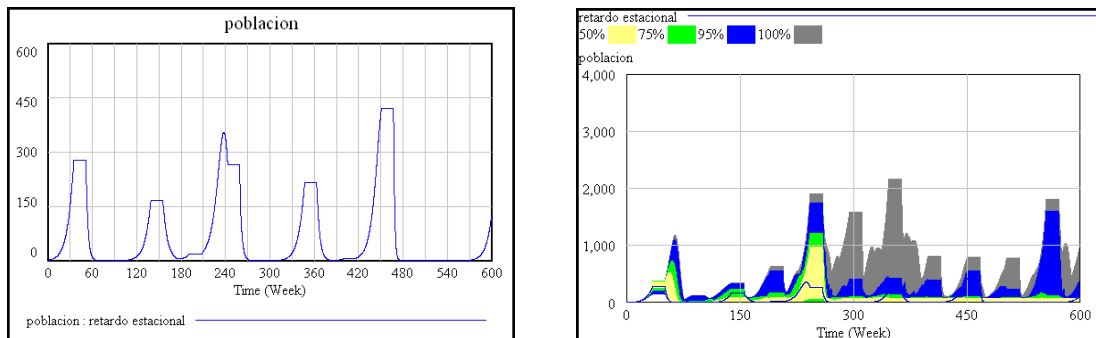 poblacion
600
450
300
150
0
0 60 120 180 240 300 360 420 480 540 600
Time (Week)
poblacion : retardo estacional
retardo estacional
50% 75% 95% 100%
poblacion
4,000
3,000
2,000
1,000
0
0 150 300 450 600
Time (Week)